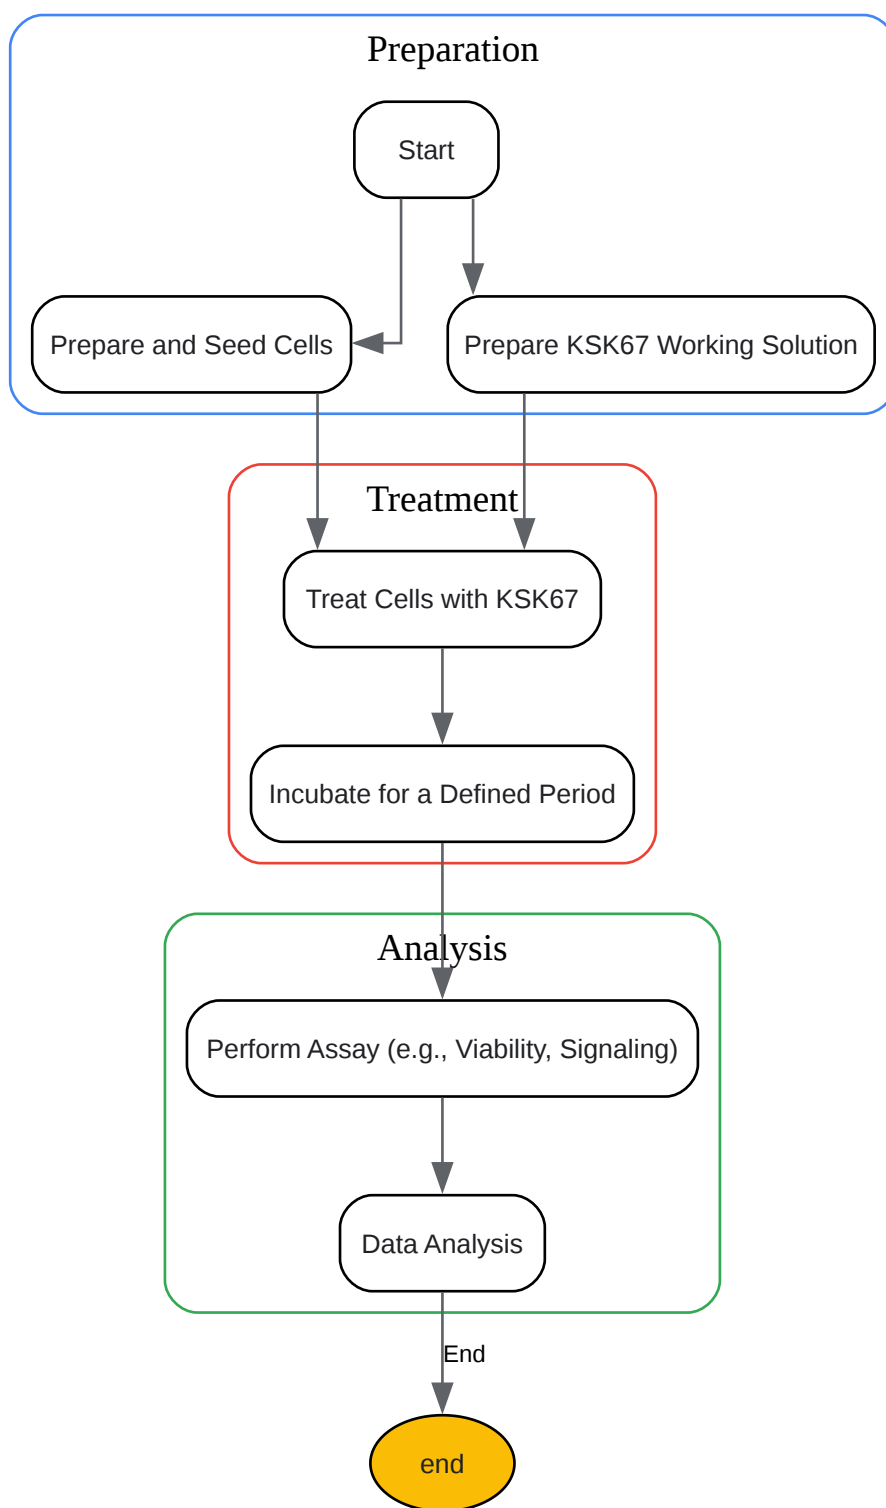 Preparation
Start
Prepare and Seed Cells
Prepare KSK67 Working Solution
Treatment
Treat Cells with KSK67
Incubate for a Defined Period
Analysis
Perform Assay (e.g., Viability, Signaling)
Data Analysis
End
end